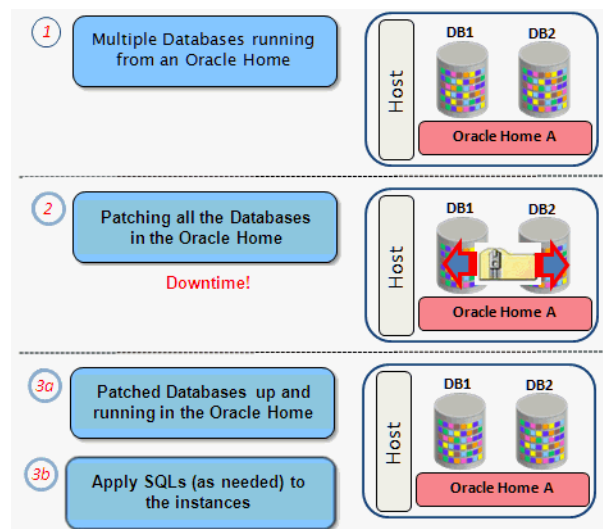 1
Multiple Databases running
from an Oracle Home
Host
DB1
DB2
Oracle Home A
2
Patching all the Databases
in the Oracle Home
Downtime!
Host
DB1
DB2
Oracle Home A
3a
Patched Databases up and
running in the Oracle Home
3b
Apply SQLs (as needed) to
the instances
Host
DB1
DB2
Oracle Home A